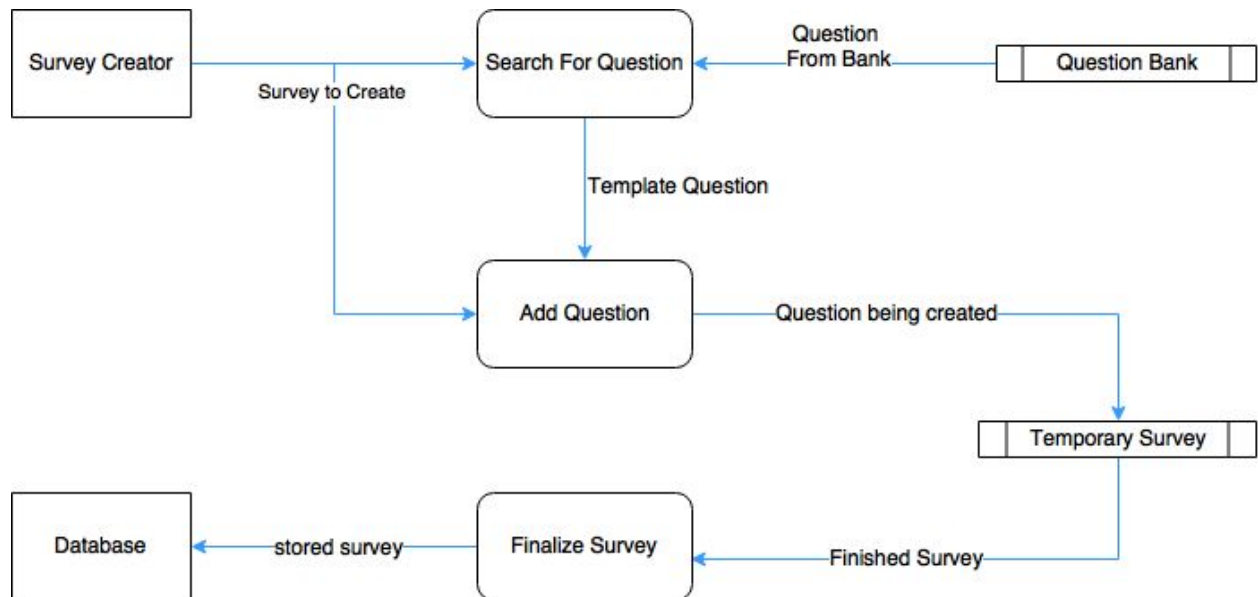 Survey Creator
Search For Question
Question
From Bank
Question Bank
Survey to Create
Template Question
Add Question
Question being created
Temporary Survey
Database
stored survey
Finalize Survey
Finished Survey